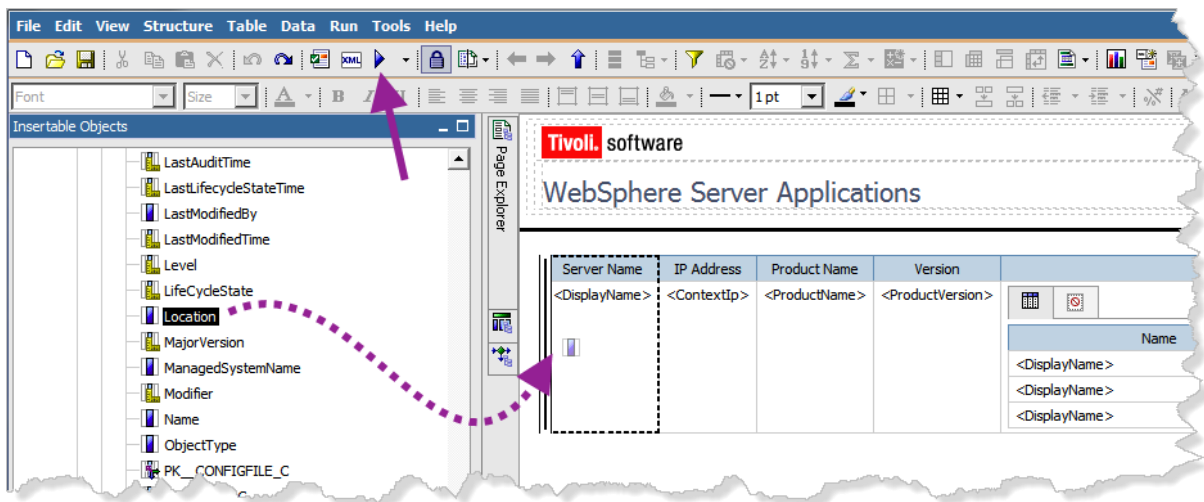 File Edit View Structure Table Data Run Tools Help
XML
Font Size B I U 1 pt
Insertable Objects
LastAuditTime
LastLifecycleStateTime
LastModifiedBy
LastModifiedTime
Level
LifeCycleState
Location
MajorVersion
ManagedSystemName
Modifier
Name
ObjectType
PK__CONFIGFILE_C
Page Explorer
Tivoli. software
WebSphere Server Applications
Server Name IP Address Product Name Version
<DisplayName> <ContextIp> <ProductName> <ProductVersion>
Name
<DisplayName>
<DisplayName>
<DisplayName>